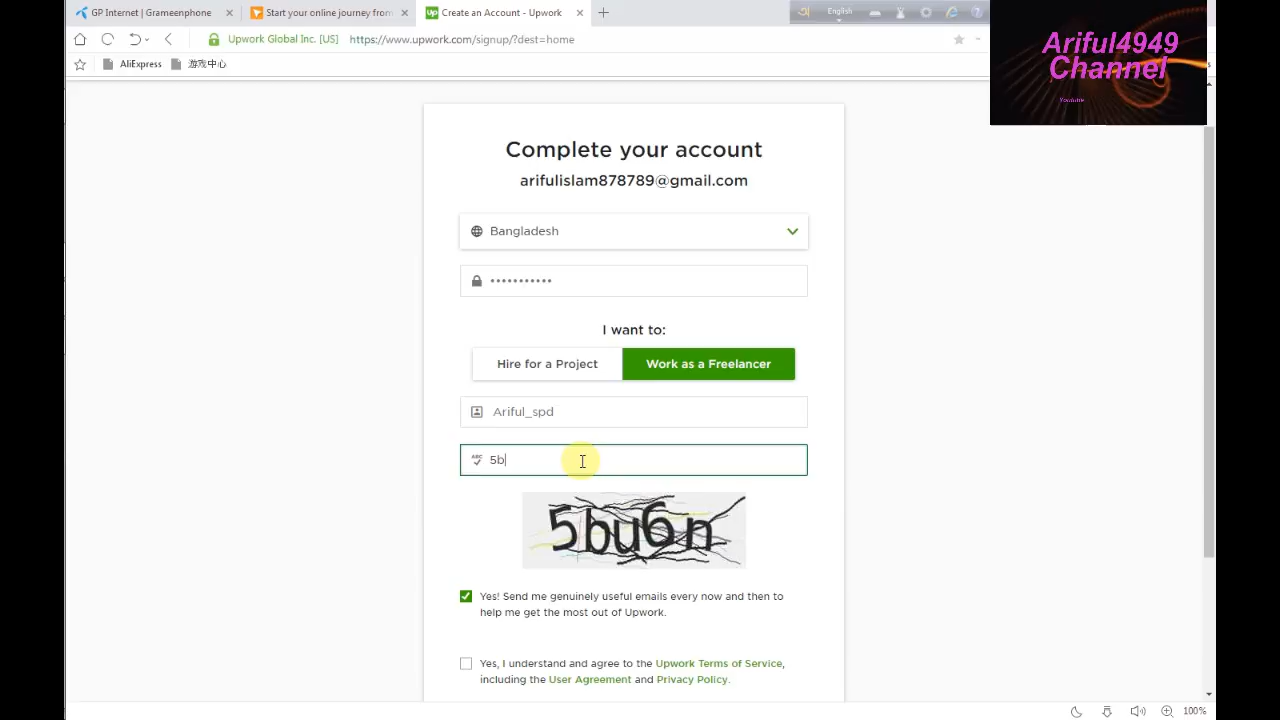 GP Internet | Grameenphone
Start your online journey from
Create an Account - Upwork
English
Upwork Global Inc. [US]
https://www.upwork.com/signup/?dest=home
AliExpress
游戏中心
Ariful4949
Channel
Youtube
Complete your account
arifulislam878789@gmail.com
Bangladesh
I want to:
Hire for a Project
Work as a Freelancer
Ariful_spd
ABC
5b
5bu6n
Yes! Send me genuinely useful emails every now and then to
help me get the most out of Upwork.
Yes, I understand and agree to the Upwork Terms of Service,
including the User Agreement and Privacy Policy.
100%